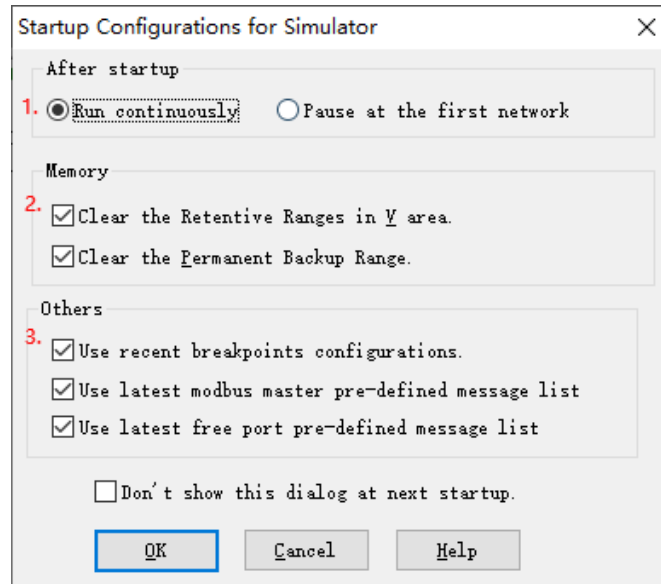 Startup Configurations for Simulator
After startup
1. Run continuously Pause at the first network
Memory
2. Clear the Retentive Ranges in V area.
Clear the Permanent Backup Range.
Others
3. Use recent breakpoints configurations.
Use latest modbus master pre-defined message list
Use latest free port pre-defined message list
Don't show this dialog at next startup.
OK Cancel Help